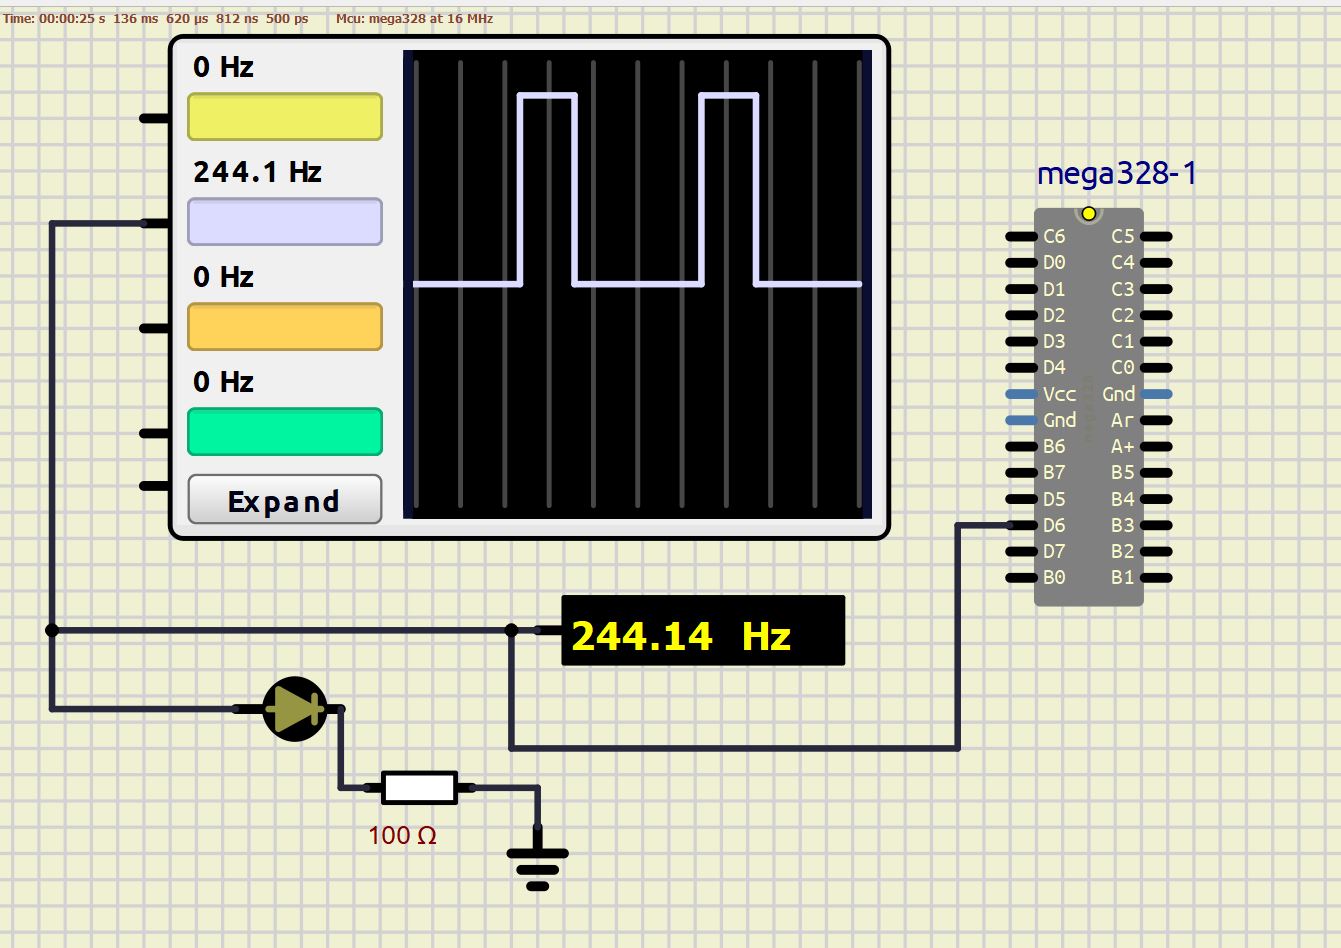 Time: 00:00:25 s 136 ms 620 µs 812 ns 500 ps Mcu: mega328 at 16 MHz
0 Hz
244.1 Hz
0 Hz
0 Hz
Expand
mega328-1
C6 C5
D0 C4
D1 C3
D2 C2
D3 C1
D4 C0
Vcc Gnd
Gnd Ar
B6 A+
B7 B5
D5 B4
D6 B3
D7 B2
B0 B1
mega328
244.14 Hz
100 Ω